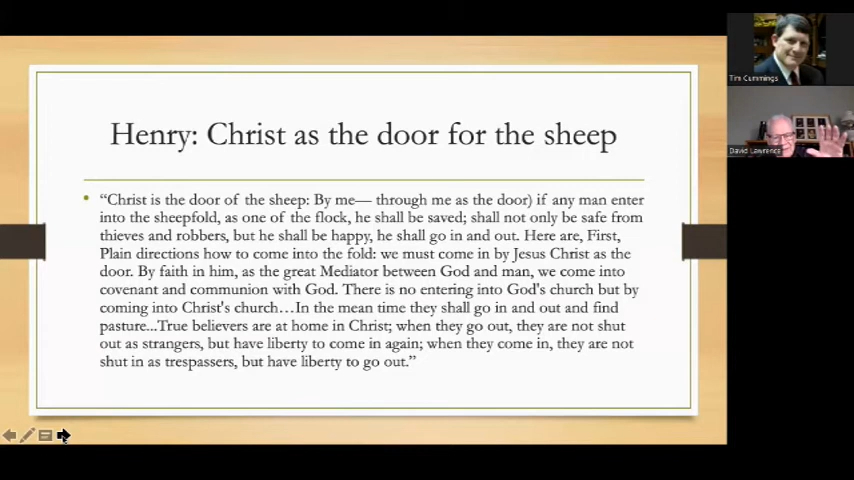 Henry: Christ as the door for the sheep
• “Christ is the door of the sheep: By me— through me as the door) if any man enter
into the sheepfold, as one of the flock, he shall be saved; shall not only be safe from
thieves and robbers, but he shall be happy, he shall go in and out. Here are, First,
Plain directions how to come into the fold: we must come in by Jesus Christ as the
door. By faith in him, as the great Mediator between God and man, we come into
covenant and communion with God. There is no entering into God's church but by
coming into Christ's church…In the mean time they shall go in and out and find
pasture...True believers are at home in Christ; when they go out, they are not shut
out as strangers, but have liberty to come in again; when they come in, they are not
shut in as trespassers, but have liberty to go out.”
Tim Cummings
David Lawrence